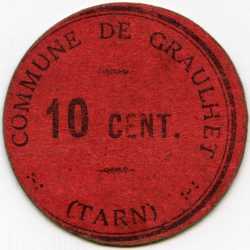 COMMUNE DE GRAULHET
10 CENT.
(TARN)